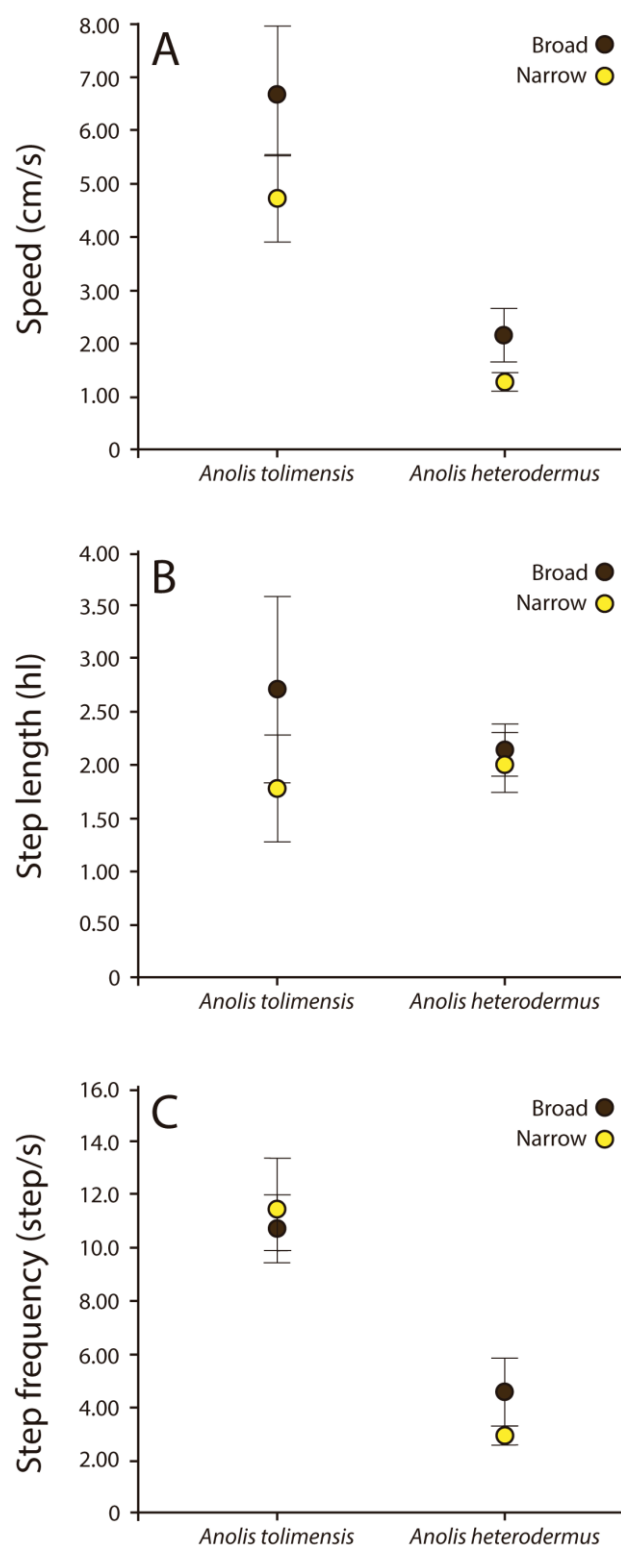 A
Broad
Narrow
Speed (cm/s)
8.00
7.00
6.00
5.00
4.00
3.00
2.00
1.00
0
Anolis tolimensis Anolis heterodermus
B
Broad
Narrow
Step length (hl)
4.00
3.50
3.00
2.50
2.00
1.50
1.00
0.50
0
Anolis tolimensis Anolis heterodermus
C
Broad
Narrow
Step frequency (step/s)
16.0
14.0
12.0
10.0
8.00
6.00
4.00
2.00
0
Anolis tolimensis Anolis heterodermus